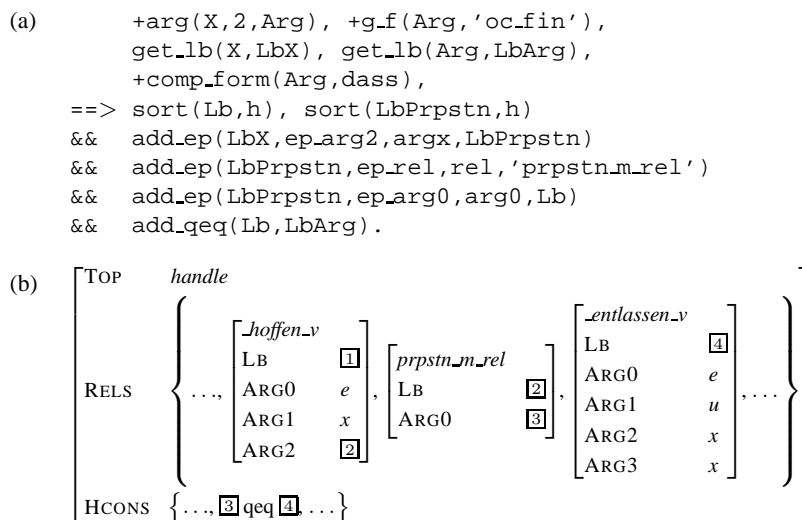 (a) +arg(X,2,Arg), +g_f(Arg,'oc_fin'),
get_lb(X,LbX), get_lb(Arg,LbArg),
+comp_form(Arg,dass),
==> sort(Lb,h), sort(LbPrpstn,h)
&& add_ep(LbX,ep_arg2,argx,LbPrpstn)
&& add_ep(LbPrpstn,ep_rel,rel,'prpstn_m_rel')
&& add_ep(LbPrpstn,ep_arg0,arg0,Lb)
&& add_qeq(Lb,LbArg).
(b) TOP handle
RELS { ..., [_hoffen_v
LB 1
ARG0 e
ARG1 x
ARG2 2],
[prpstn_m_rel
LB 2
ARG0 3],
[_entlassen_v
LB 4
ARG0 e
ARG1 u
ARG2 x
ARG3 x], ... }
HCONS {..., 3 qeq 4, ...}